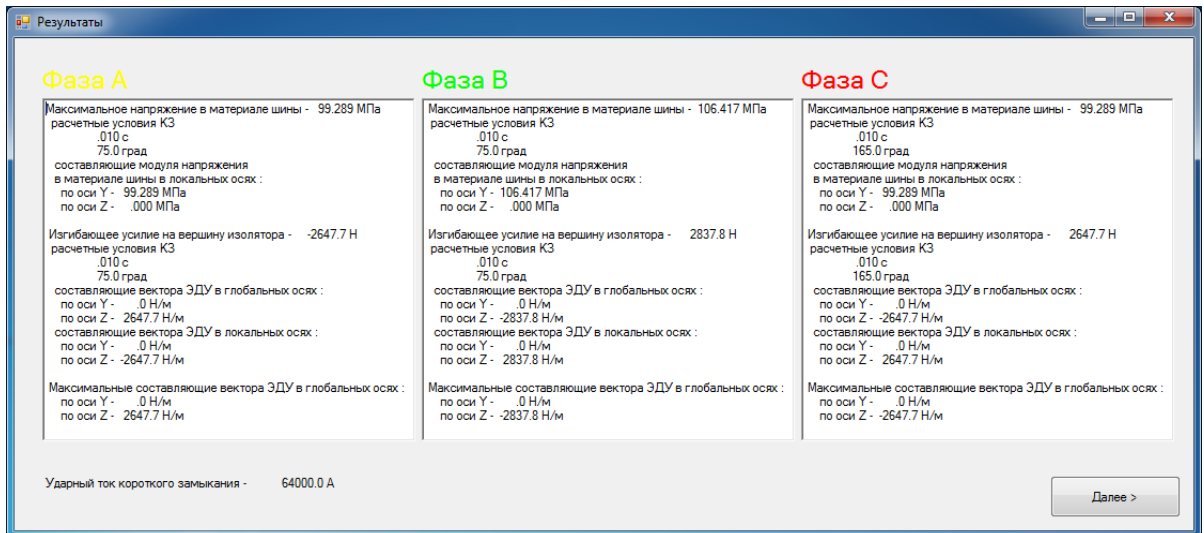 Результаты
Фаза А
Максимальное напряжение в материале шины - 99.289 МПа
расчетные условия КЗ
.010 с
75.0 град
составляющие модуля напряжения
в материале шины в локальных осях :
по оси Y - 99.289 МПа
по оси Z - .000 МПа
Изгибающее усилие на вершину изолятора - -2647.7 Н
расчетные условия КЗ
.010 с
75.0 град
составляющие вектора ЭДУ в глобальных осях :
по оси Y - .0 Н/м
по оси Z - 2647.7 Н/м
составляющие вектора ЭДУ в локальных осях :
по оси Y - .0 Н/м
по оси Z - -2647.7 Н/м
Максимальные составляющие вектора ЭДУ в глобальных осях :
по оси Y - .0 Н/м
по оси Z - 2647.7 Н/м
Фаза В
Максимальное напряжение в материале шины - 106.417 МПа
расчетные условия КЗ
.010 с
75.0 град
составляющие модуля напряжения
в материале шины в локальных осях :
по оси Y - 106.417 МПа
по оси Z - .000 МПа
Изгибающее усилие на вершину изолятора - 2837.8 Н
расчетные условия КЗ
.010 с
75.0 град
составляющие вектора ЭДУ в глобальных осях :
по оси Y - .0 Н/м
по оси Z - -2837.8 Н/м
составляющие вектора ЭДУ в локальных осях :
по оси Y - .0 Н/м
по оси Z - 2837.8 Н/м
Максимальные составляющие вектора ЭДУ в глобальных осях :
по оси Y - .0 Н/м
по оси Z - -2837.8 Н/м
Фаза С
Максимальное напряжение в материале шины - 99.289 МПа
расчетные условия КЗ
.010 с
165.0 град
составляющие модуля напряжения
в материале шины в локальных осях :
по оси Y - 99.289 МПа
по оси Z - .000 МПа
Изгибающее усилие на вершину изолятора - 2647.7 Н
расчетные условия КЗ
.010 с
165.0 град
составляющие вектора ЭДУ в глобальных осях :
по оси Y - .0 Н/м
по оси Z - -2647.7 Н/м
составляющие вектора ЭДУ в локальных осях :
по оси Y - .0 Н/м
по оси Z - 2647.7 Н/м
Максимальные составляющие вектора ЭДУ в глобальных осях :
по оси Y - .0 Н/м
по оси Z - -2647.7 Н/м
Ударный ток короткого замыкания - 64000.0 А
Далее >